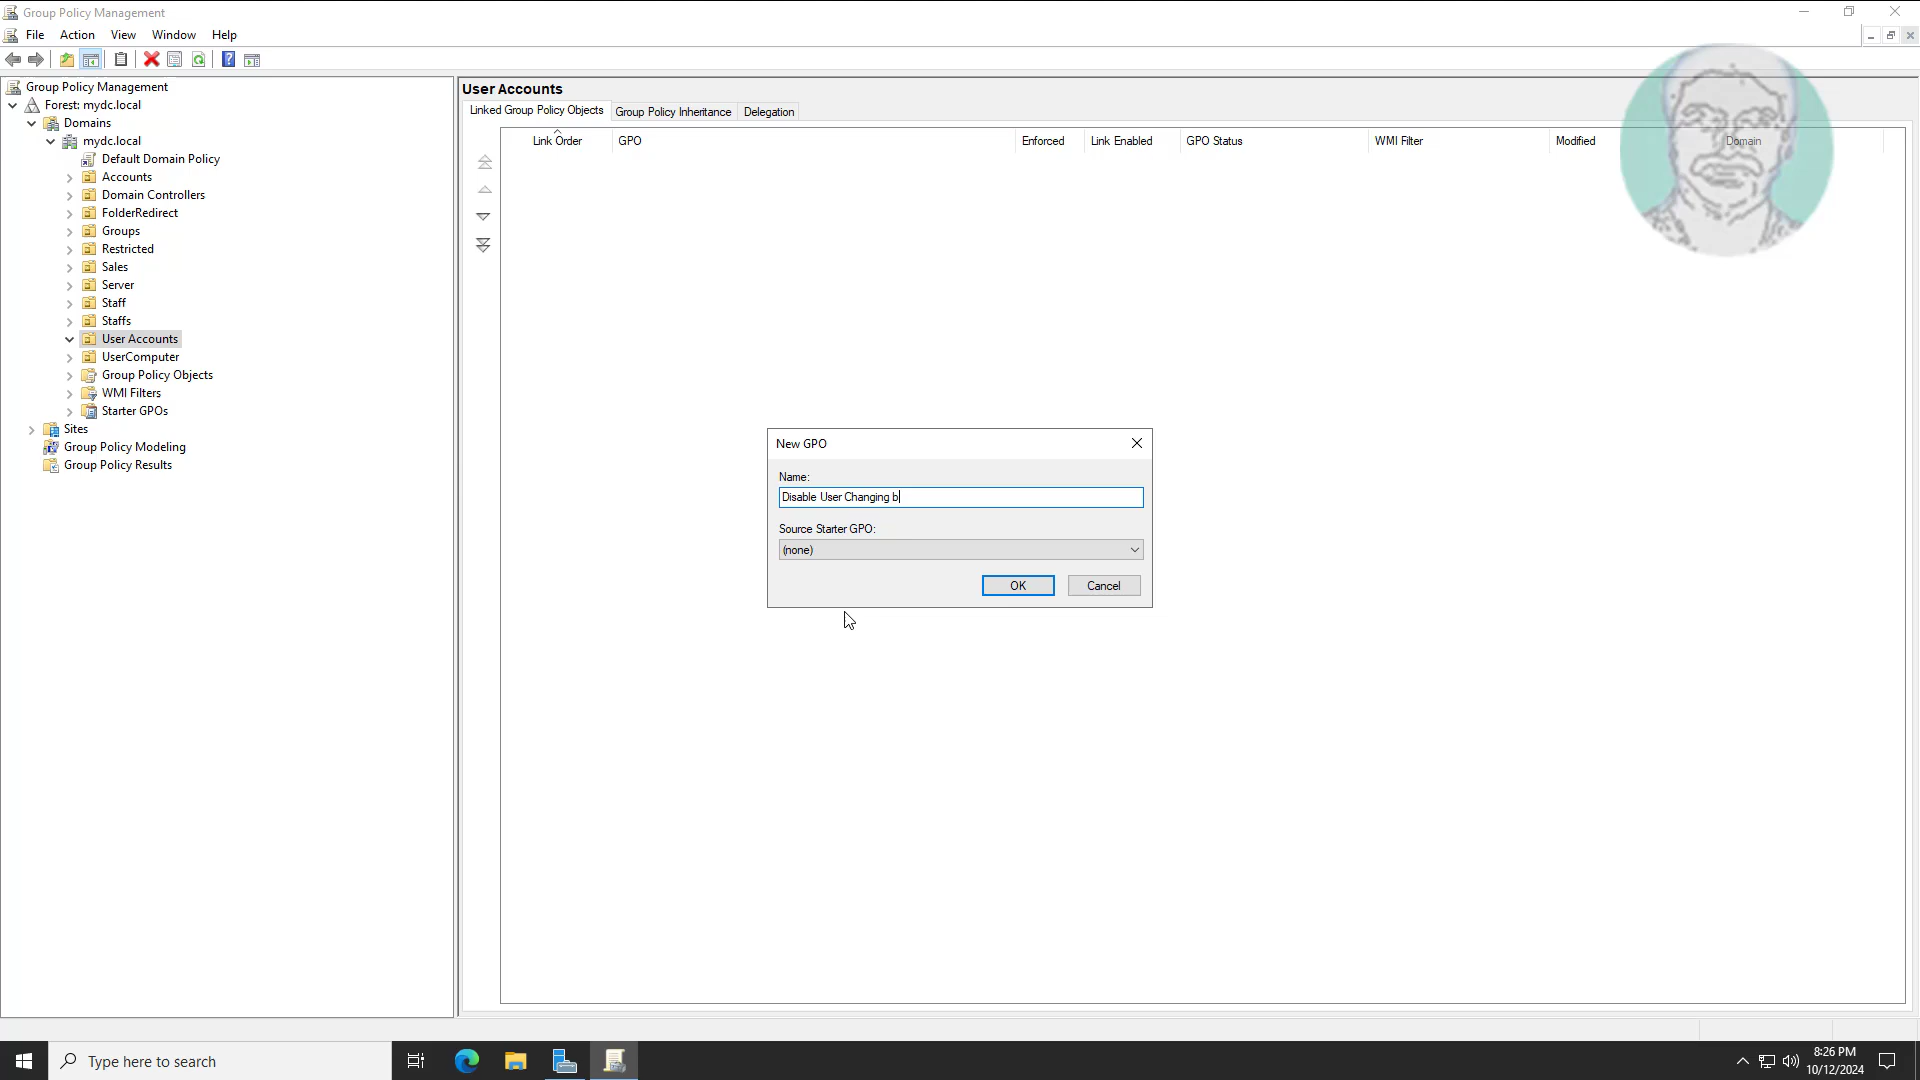 Group Policy Management
File Action View Window Help
Group Policy Management
Forest: mydc.local
Domains
mydc.local
Default Domain Policy
Accounts
Domain Controllers
FolderRedirect
Groups
Restricted
Sales
Server
Staff
Staffs
User Accounts
UserComputer
Group Policy Objects
WMI Filters
Starter GPOs
Sites
Group Policy Modeling
Group Policy Results
User Accounts
Linked Group Policy Objects Group Policy Inheritance Delegation
Link Order GPO Enforced Link Enabled GPO Status WMI Filter Modified Domain
New GPO
Name:
Disable User Changing b
Source Starter GPO:
(none)
OK Cancel
Type here to search
8:26 PM
10/12/2024